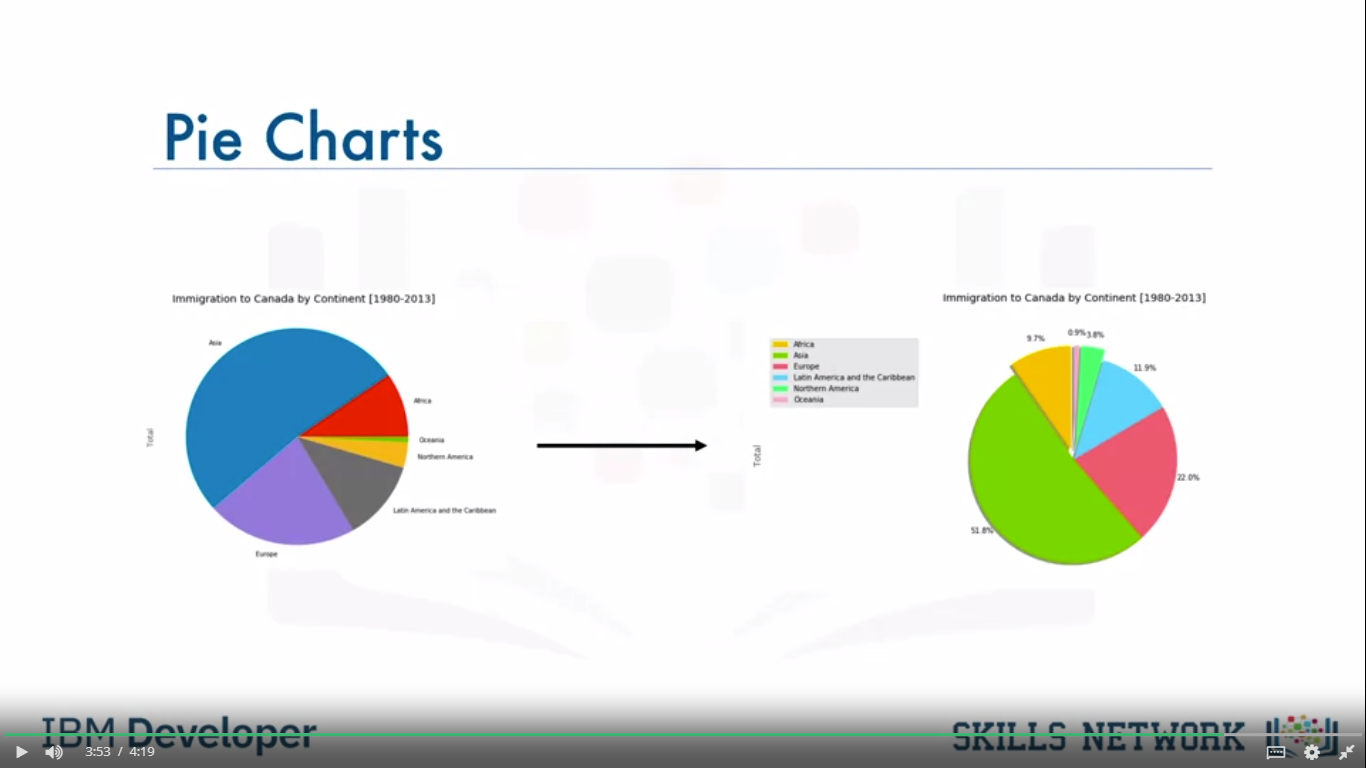 Pie Charts
Immigration to Canada by Continent [1980-2013]
Asia
Africa
Total
Oceania
Northern America
Latin America and the Caribbean
Europe
Immigration to Canada by Continent [1980-2013]
Africa
Asia
Europe
Latin America and the Caribbean
Northern America
Oceania
Total
9.7%
0.9%
3.8%
11.9%
22.0%
51.8%
IBM Developer
SKILLS NETWORK
3:53 / 4:19